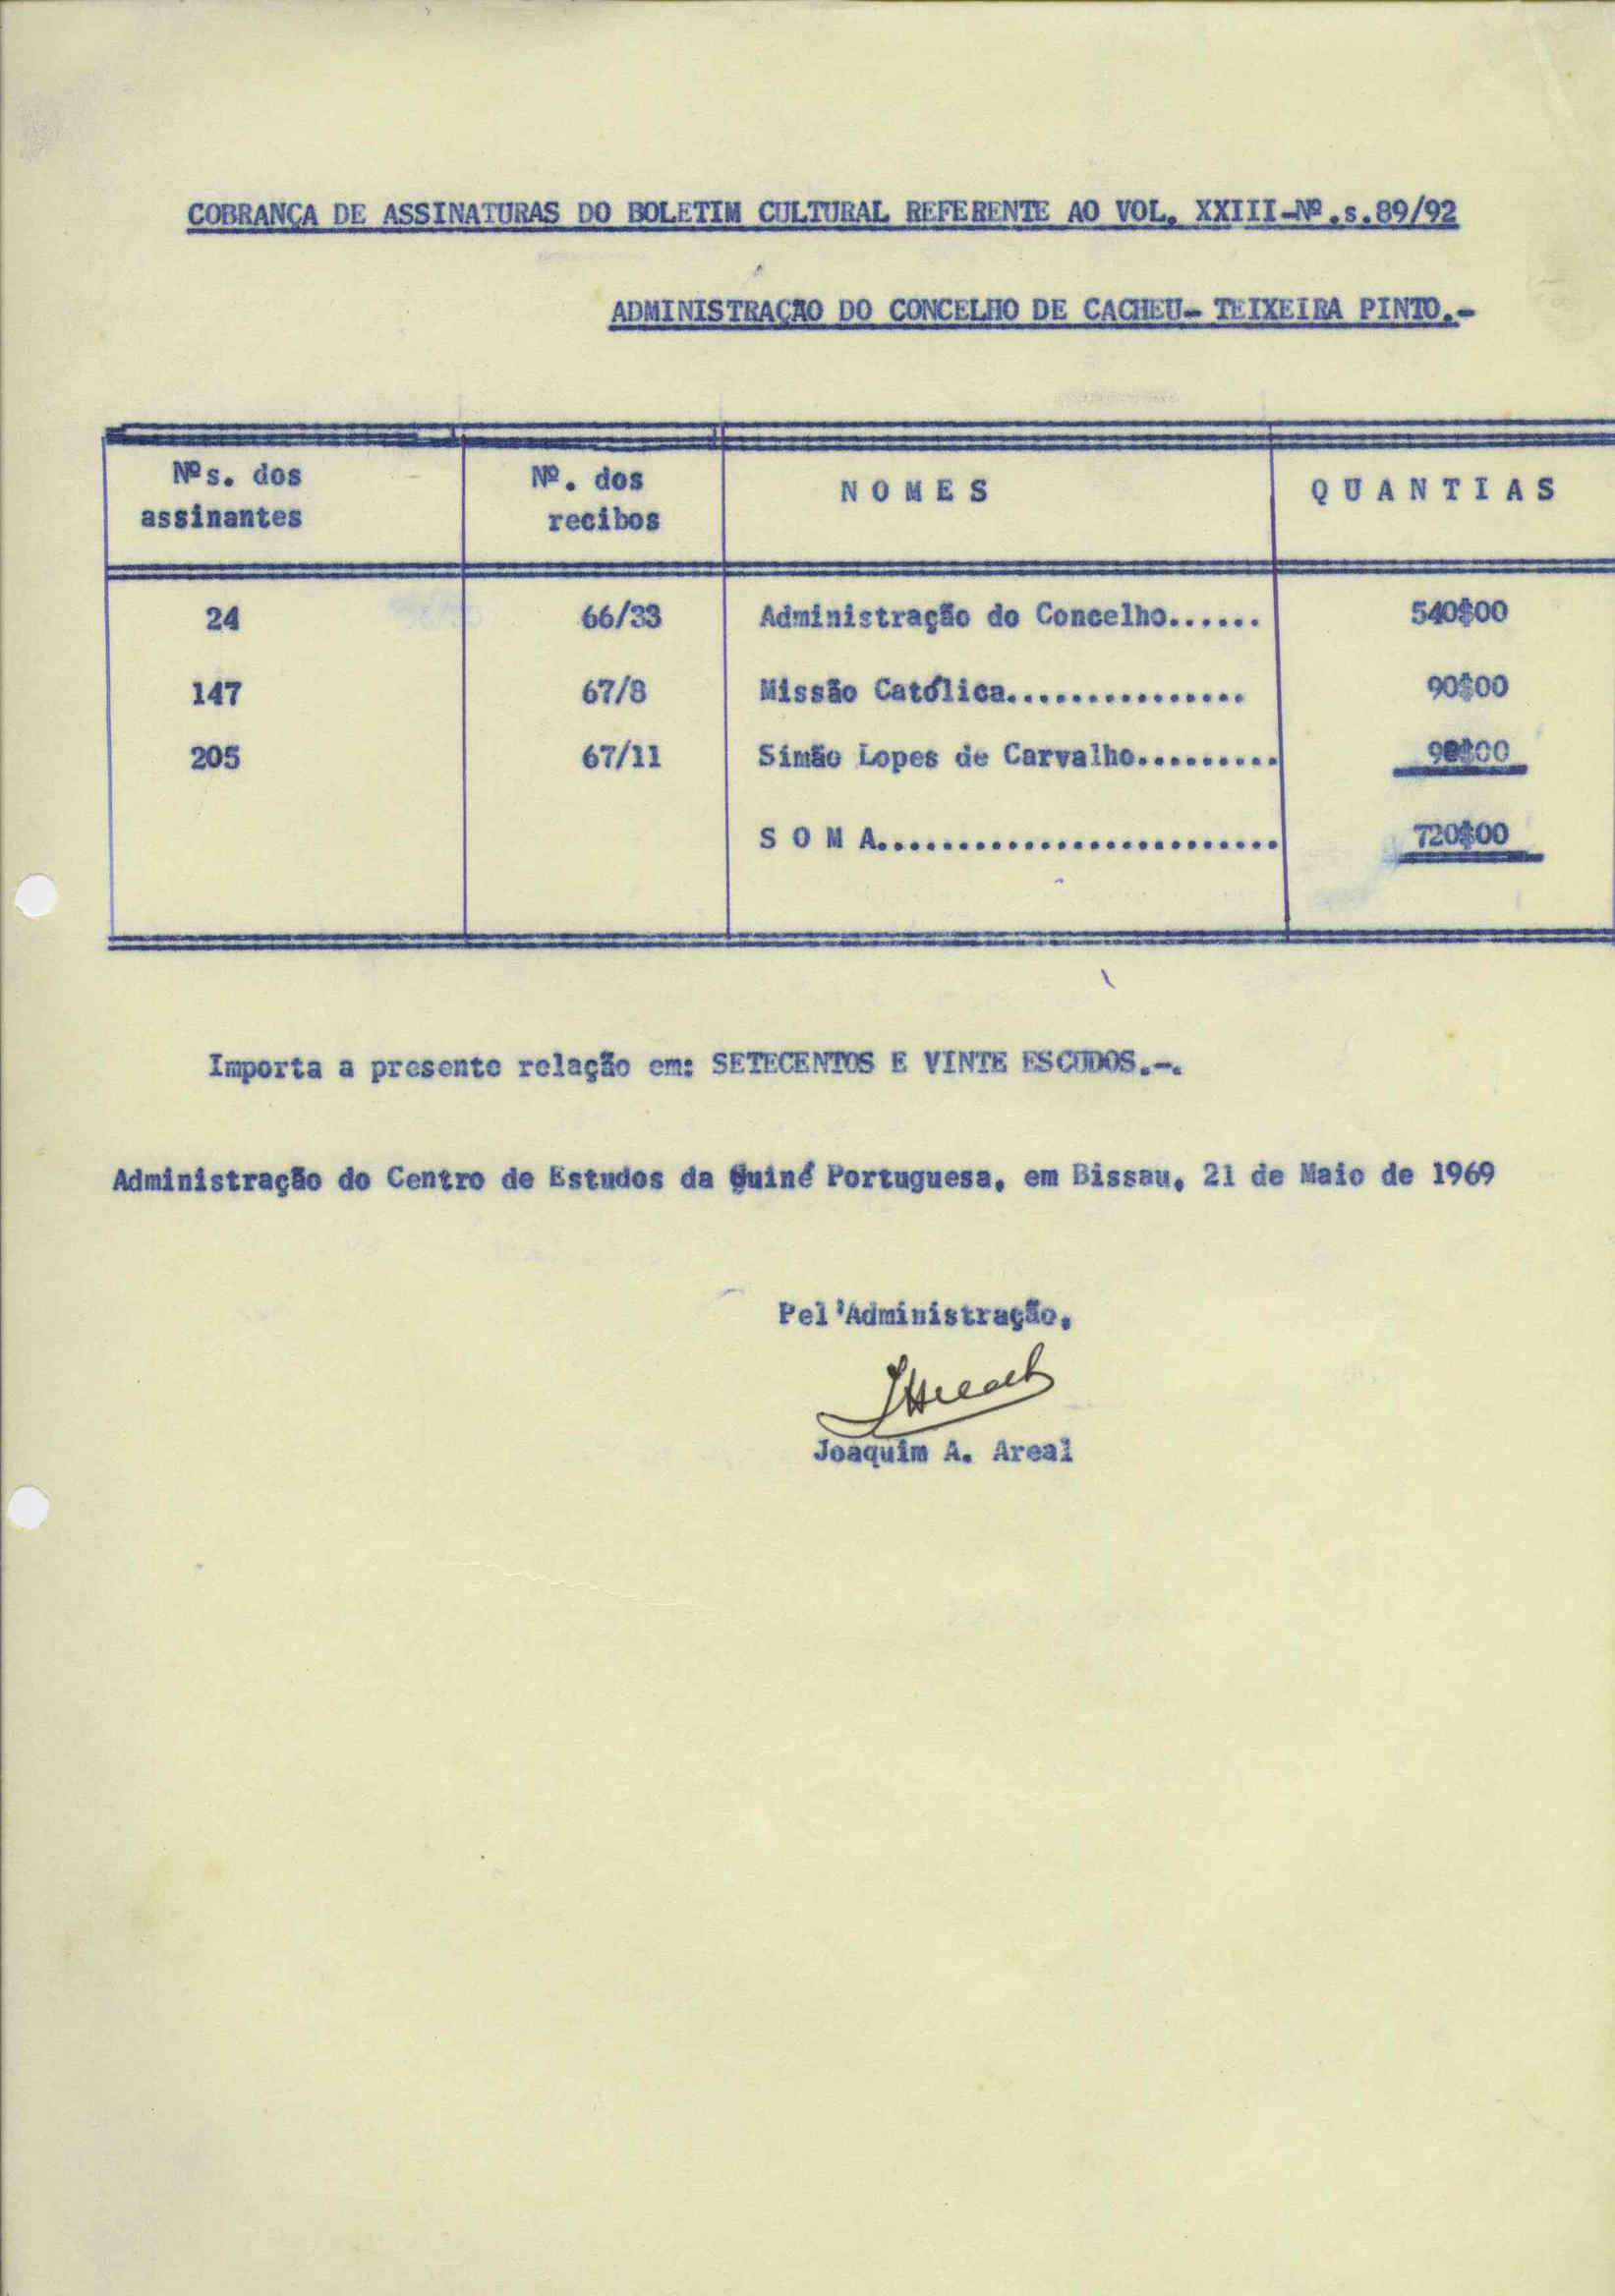 COBRANÇA DE ASSINATURAS DO BOLETIM CULTURAL REFERENTE AO VOL. XXIII-Nº.s.89/92
ADMINISTRAÇÃO DO CONCELHO DE CACHEU- TEIXEIRA PINTO.-
Nºs. dos assinantes Nº. dos recibos N O M E S Q U A N T I A S
24 66/33 Administração do Concelho...... 540$00
147 67/8 Missão Católica............... 90$00
205 67/11 Simão Lopes de Carvalho......... 90$00
S O M A......................... 720$00
Importa a presente relação em: SETECENTOS E VINTE ESCUDOS.-.
Administração do Centro de Estudos da Guiné Portuguesa, em Bissau, 21 de Maio de 1969
Pel'Administração,
JAreal
Joaquim A. Areal